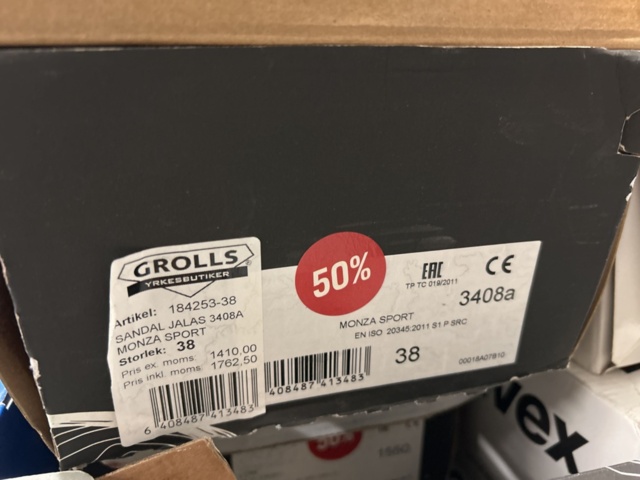 GROLLS
YRKESBUTIKER
Artikel: 184253-38
SANDAL JALAS 3408A
MONZA SPORT
Storlek: 38
Pris ex. moms: 1410,00
Pris inkl. moms: 1762,50
6 408487 413483
50%
EAC
TP TC 019/2011
CE
3408a
MONZA SPORT
EN ISO 20345:2011 S1 P SRC
408487 413483
38
00018A07810
50%
vex